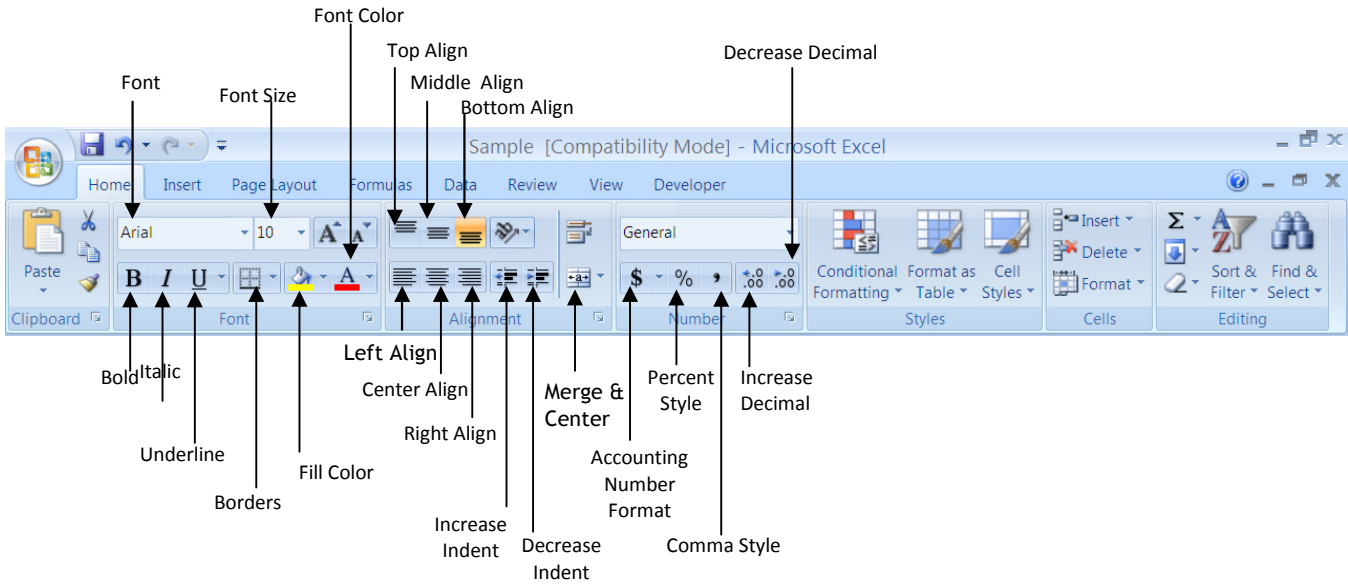 Font Color
Top Align
Decrease Decimal
Font
Middle Align
Font Size
Bottom Align
Sample [Compatibility Mode] - Microsoft Excel
Home Insert Page Layout Formulas Data Review View Developer
Arial 10 A A General
Insert
Delete
Format
Paste
B I U A $ % , .0 .00 .00 .0
Conditional Formatting
Format as Table
Cell Styles
Σ
A Z
Sort & Filter
Find & Select
Clipboard Font Alignment Number Styles Cells Editing
Left Align
Bold Italic
Center Align
Merge &
Center
Percent
Style
Increase
Decimal
Right Align
Underline
Fill Color
Accounting
Number
Format
Borders
Increase
Indent
Decrease
Indent
Comma Style